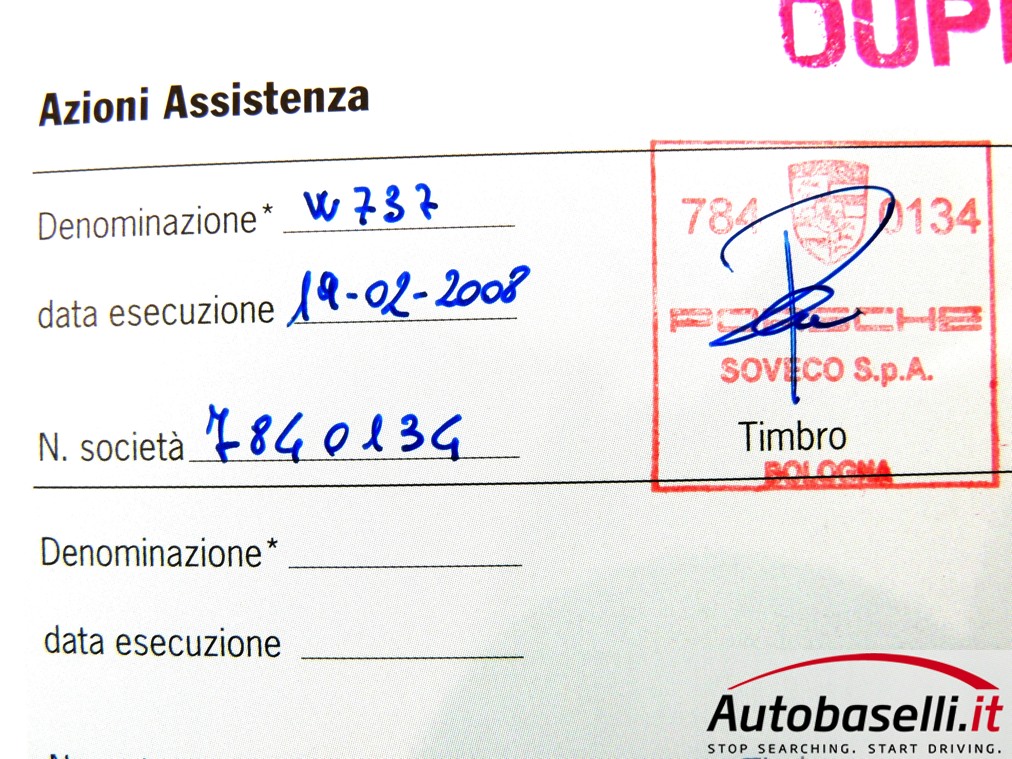 DUP
Azioni Assistenza
Denominazione* W737
data esecuzione 19-02-2008
N. società 7840134
784 0134
PORSCHE
SOVECO S.p.A.
Timbro
BOLOGNA
Denominazione*
data esecuzione
Autobaselli.it
STOP SEARCHING. START DRIVING.